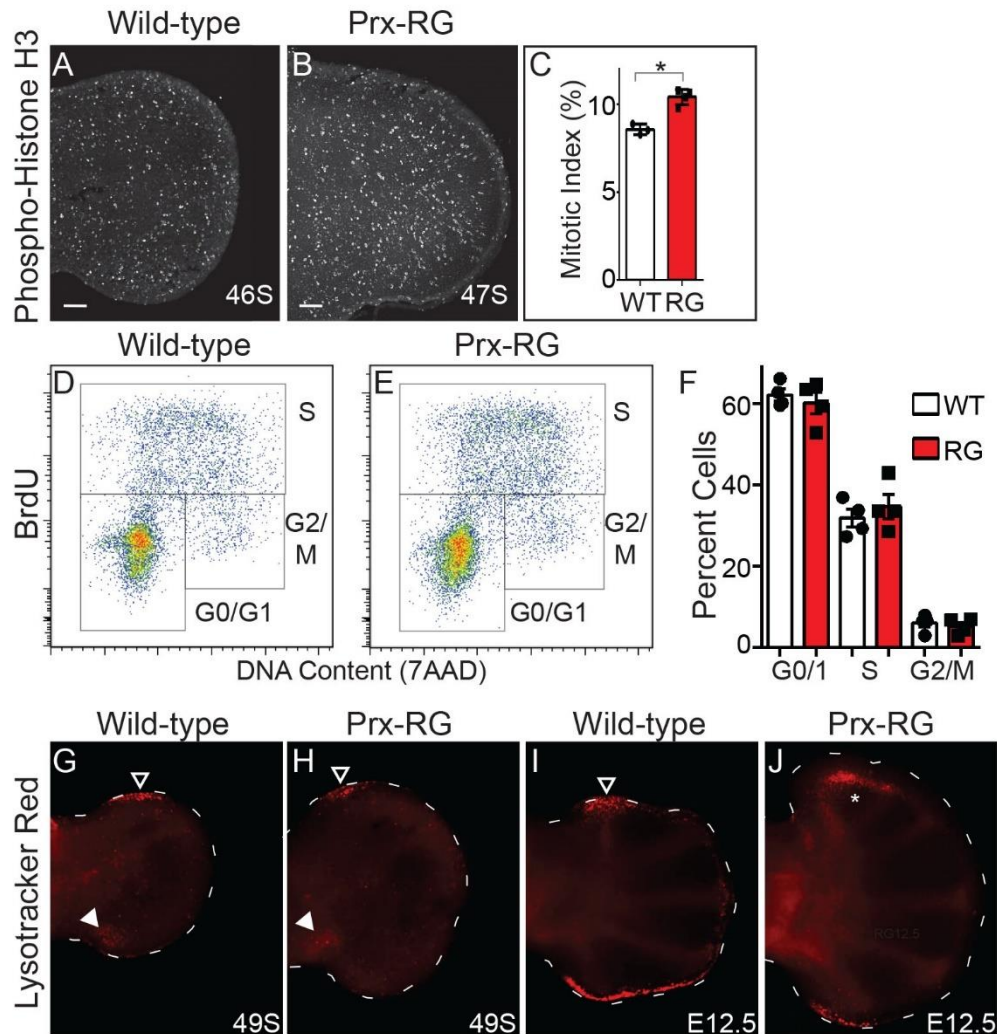 Wild-type Prx-RG
Phospho-Histone H3
A
46S
B
47S
C
*
Mitotic Index (%)
10
5
0
WT RG
Wild-type Prx-RG
D
S
G2/
M
G0/G1
BrdU
E
S
G2/
M
G0/G1
DNA Content (7AAD)
F
WT
RG
Percent Cells
60
40
20
0
G0/1 S G2/M
Wild-type Prx-RG Wild-type Prx-RG
Lysotracker Red
G
49S
H
49S
I
E12.5
J
*
RG12.5
E12.5